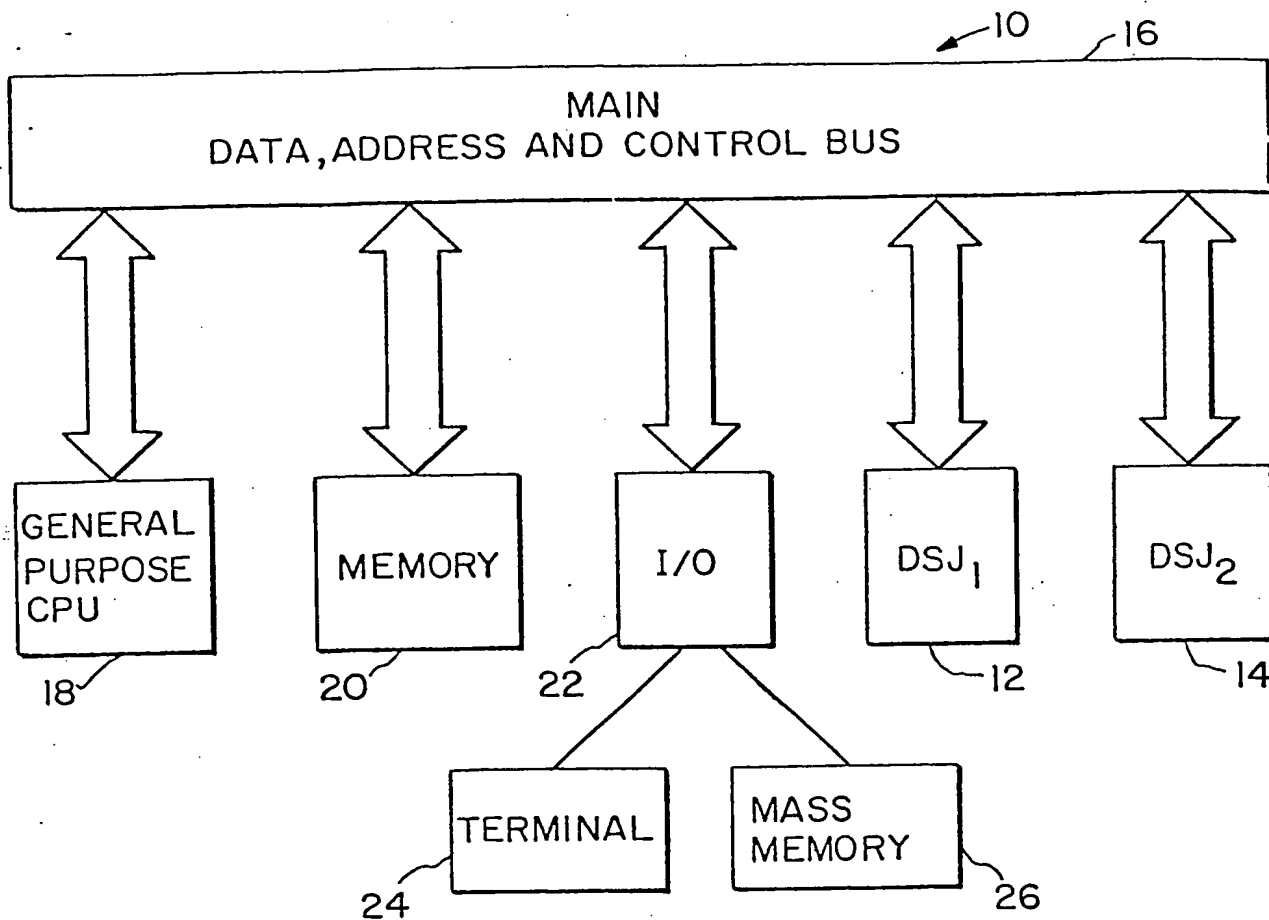 10
16
MAIN
DATA, ADDRESS AND CONTROL BUS
GENERAL
PURPOSE
CPU
MEMORY
I/O
DSJ1
DSJ2
18
20
22
12
14
TERMINAL
MASS
MEMORY
24
26